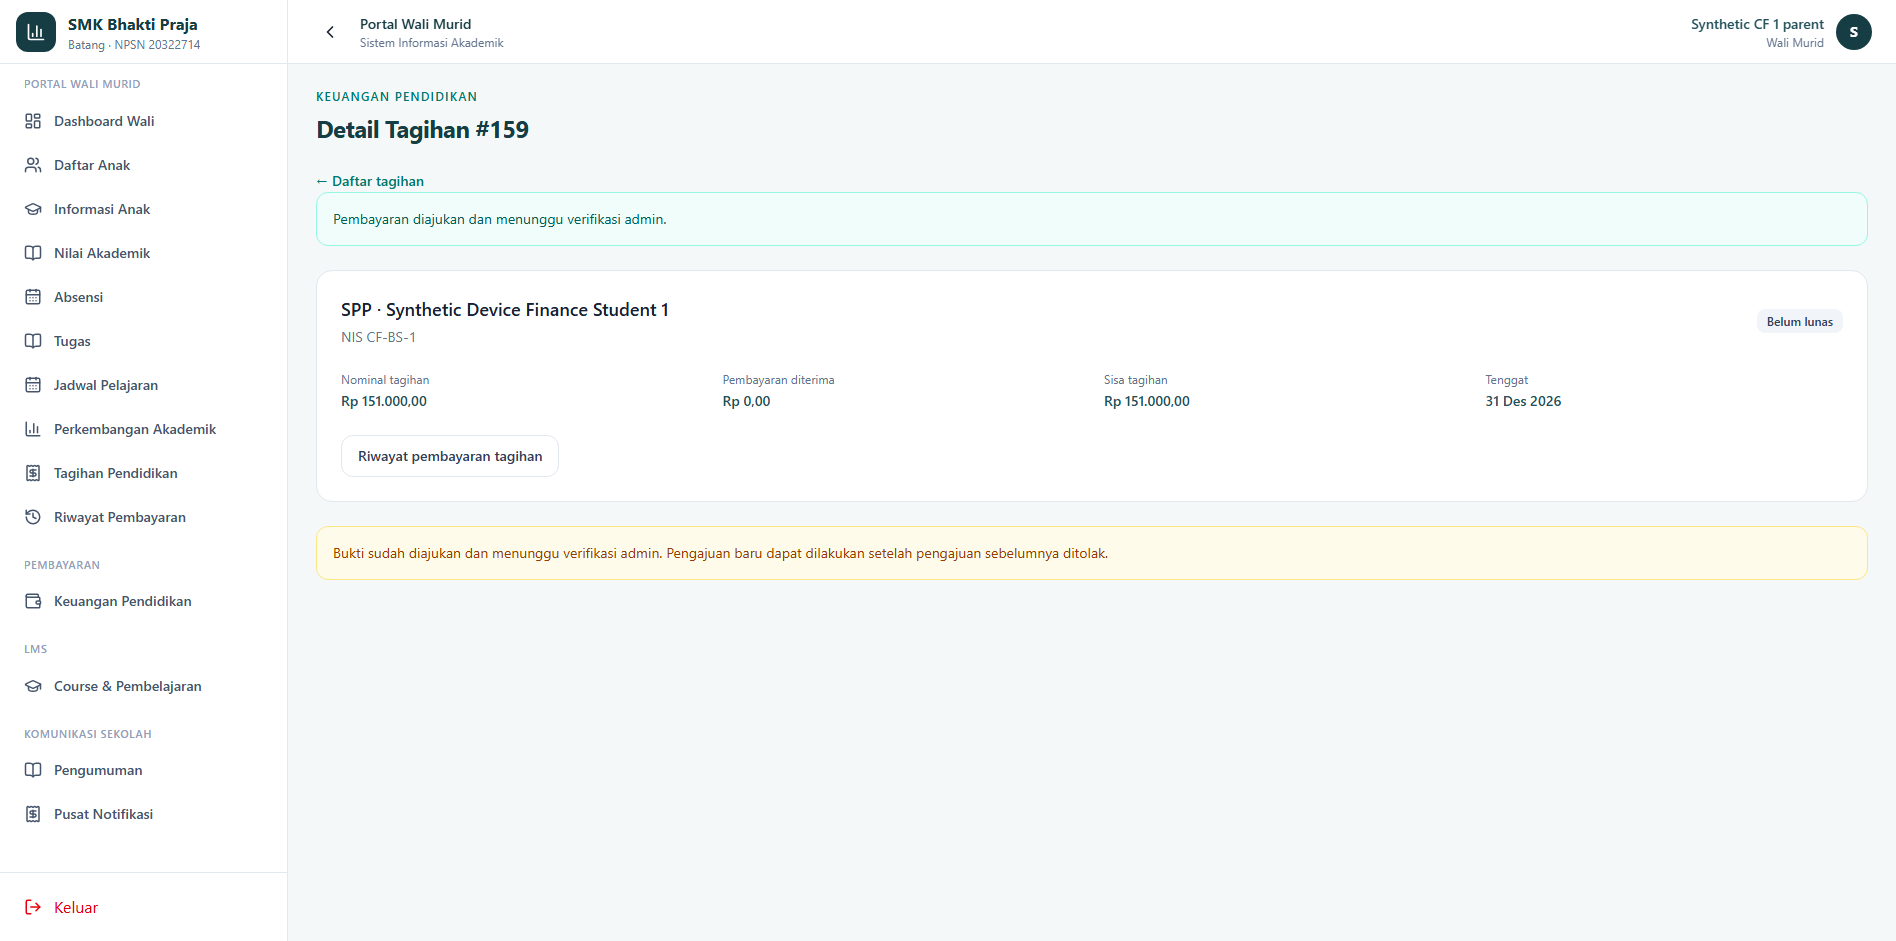 SMK Bhakti Praja
Batang · NPSN 20322714
PORTAL WALI MURID
Dashboard Wali
Daftar Anak
Informasi Anak
Nilai Akademik
Absensi
Tugas
Jadwal Pelajaran
Perkembangan Akademik
Tagihan Pendidikan
Riwayat Pembayaran
PEMBAYARAN
Keuangan Pendidikan
LMS
Course & Pembelajaran
KOMUNIKASI SEKOLAH
Pengumuman
Pusat Notifikasi
Keluar
Portal Wali Murid
Sistem Informasi Akademik
Synthetic CF 1 parent
Wali Murid
S
KEUANGAN PENDIDIKAN
Detail Tagihan #159
← Daftar tagihan
Pembayaran diajukan dan menunggu verifikasi admin.
SPP · Synthetic Device Finance Student 1
NIS CF-BS-1
Belum lunas
Nominal tagihan
Rp 151.000,00
Pembayaran diterima
Rp 0,00
Sisa tagihan
Rp 151.000,00
Tenggat
31 Des 2026
Riwayat pembayaran tagihan
Bukti sudah diajukan dan menunggu verifikasi admin. Pengajuan baru dapat dilakukan setelah pengajuan sebelumnya ditolak.